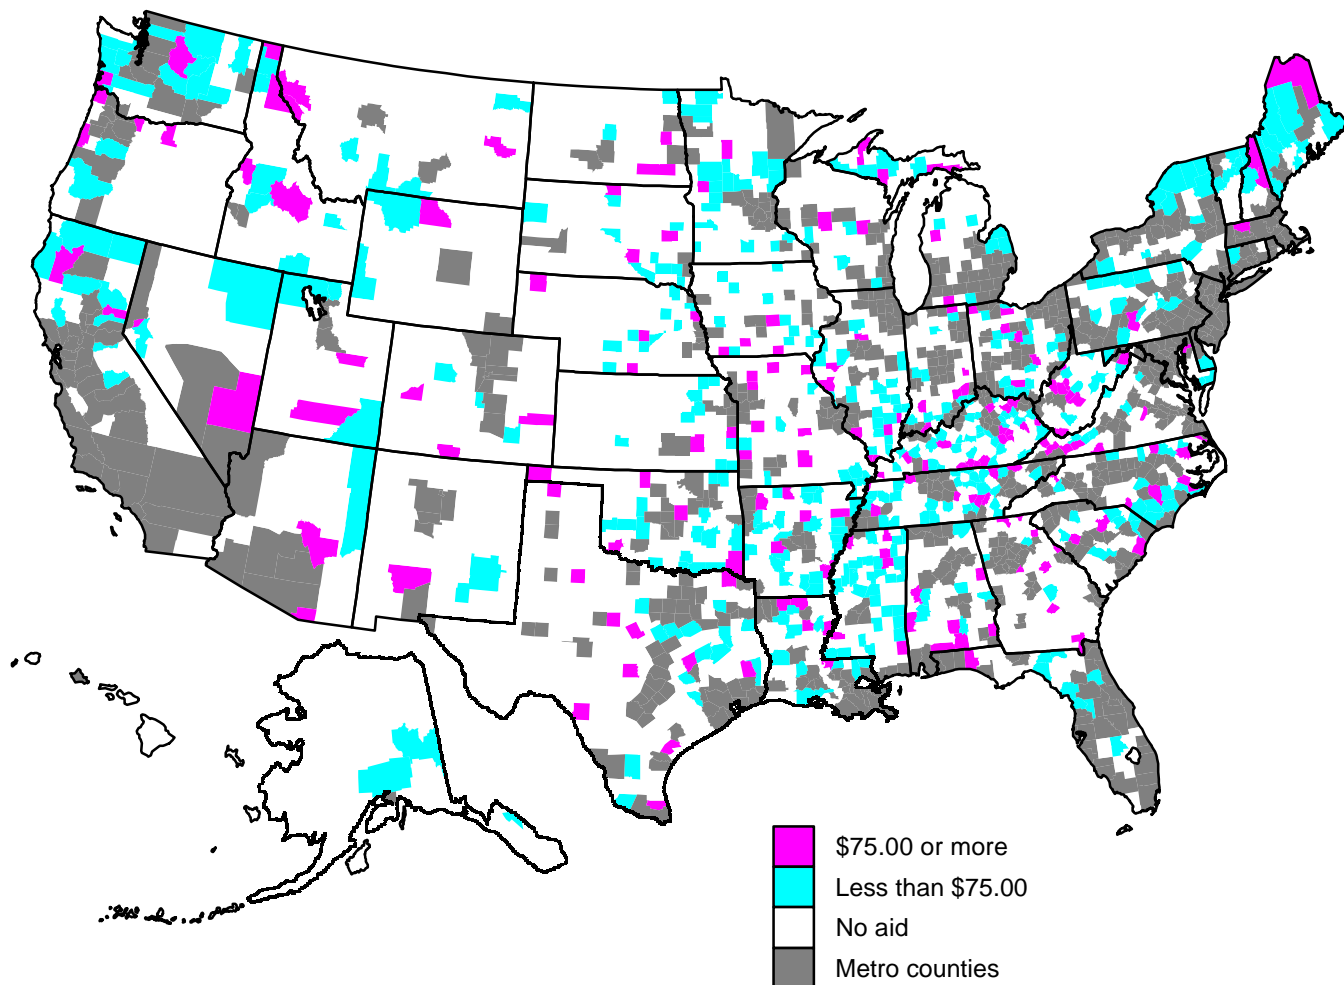 $75.00 or more
Less than $75.00
No aid
Metro counties